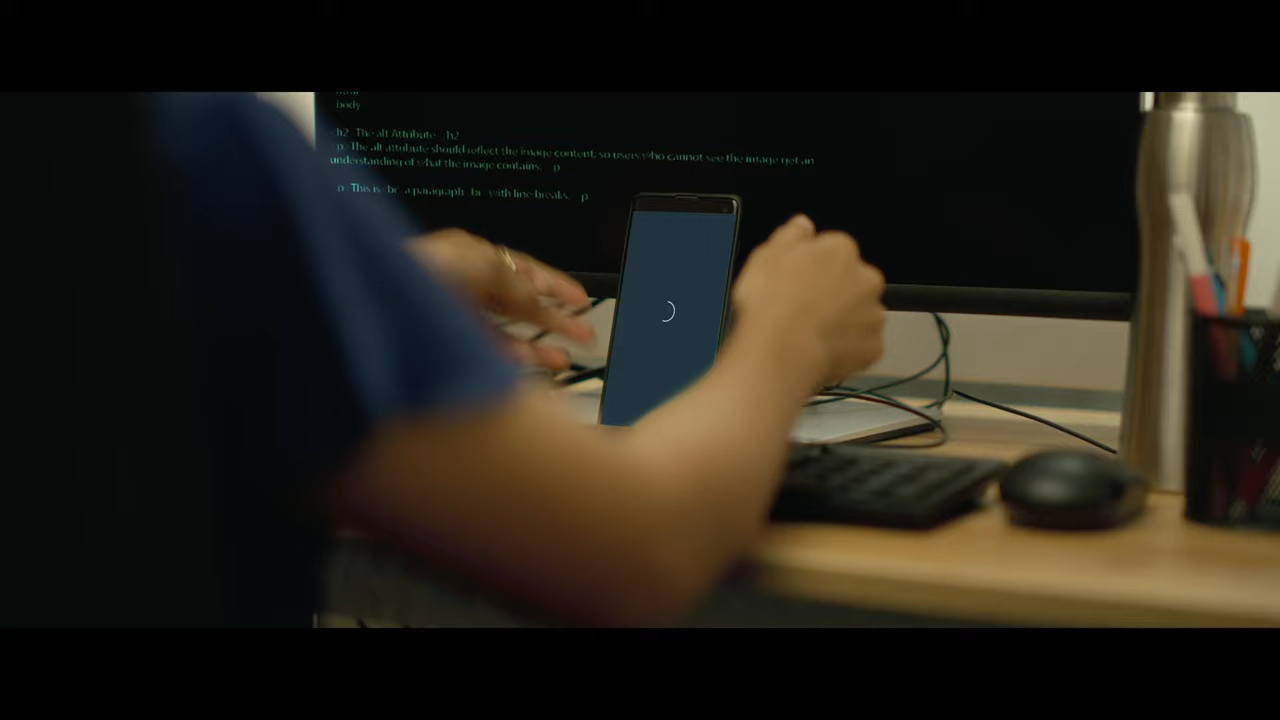 body
h2 The alt Attribute h2
p The alt attribute should reflect the image content, so users who cannot see the image get an
understanding of what the image contains. p
p This is br a paragraph br with line breaks. p